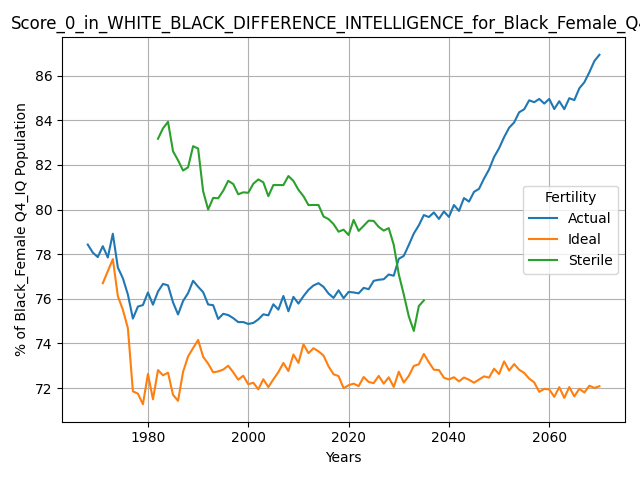 Score_0_in_WHITE_BLACK_DIFFERENCE_INTELLIGENCE_for_Black_Female_Q4
% of Black_Female Q4_IQ Population
86
84
82
80
78
76
74
72
Fertility
Actual
Ideal
Sterile
1980 2000 2020 2040 2060
Years